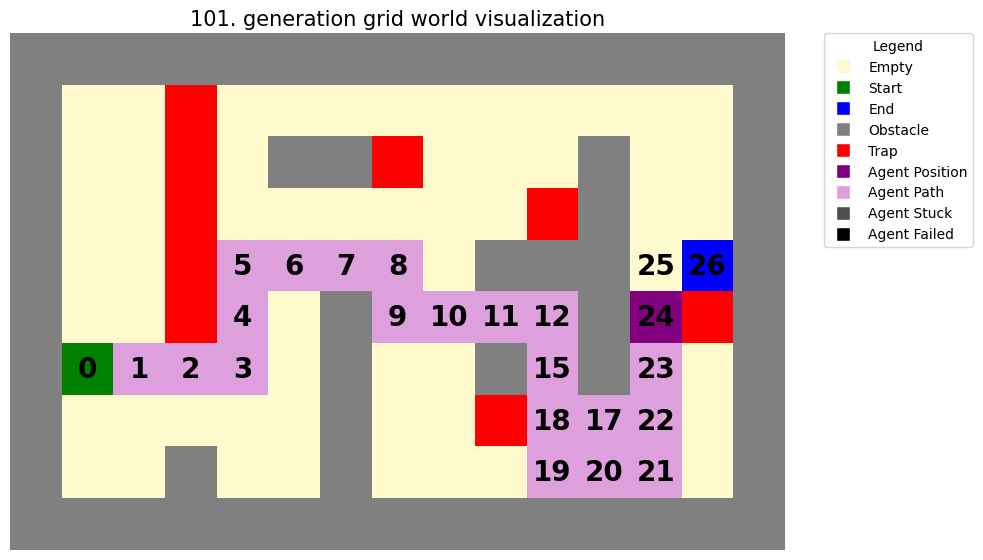 101. generation grid world visualization
Legend
Empty
Start
End
Obstacle
Trap
Agent Position
Agent Path
Agent Stuck
Agent Failed
5 6 7 8 25 26
4 9 10 11 12 24
0 1 2 3 15 23
18 17 22
19 20 21